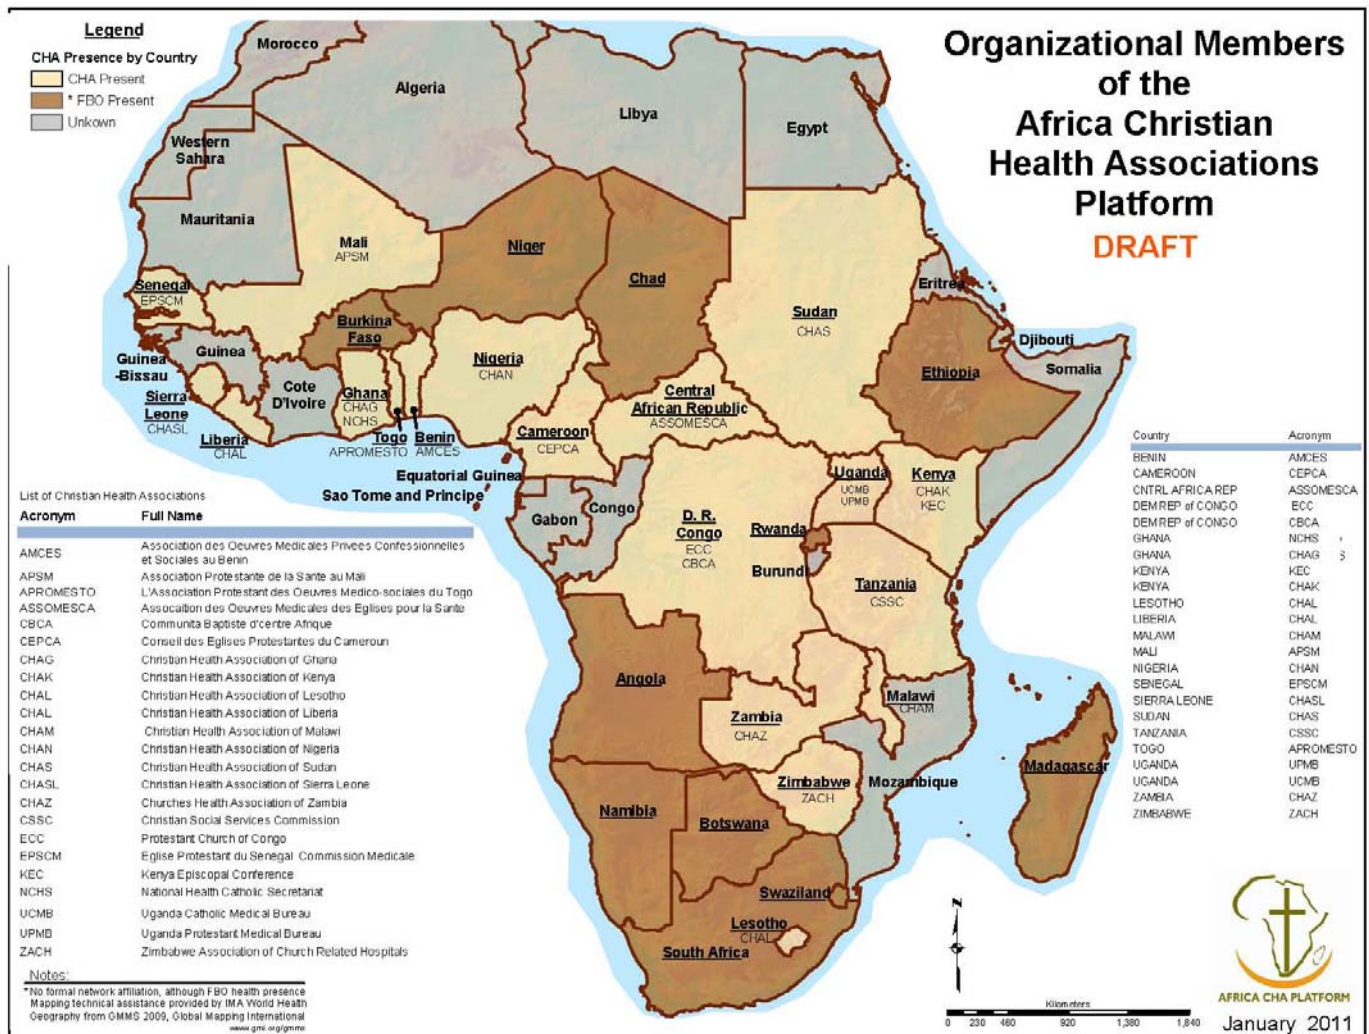 Legend
CHA Presence by Country
CHA Present
* FBO Present
Unkown
Organizational Members
of the
Africa Christian
Health Associations
Platform
DRAFT
Morocco
Algeria
Libya
Egypt
Western
Sahara
Mauritania
Mali
APSM
Niger
Chad
Sudan
CHAS
Eritrea
Djibouti
Somalia
Ethiopia
Senegal
EPSCM
Guinea
-Bissau
Guinea
Sierra
Leone
CHASL
Liberia
CHAL
Cote
D'Ivoire
Burkina
Faso
Ghana
CHAG
NCHS
Togo
APROMESTO
Benin
AMCES
Nigeria
CHAN
Cameroon
CEPCA
Central
African Republic
ASSOMESCA
Equatorial Guinea
Sao Tome and Principe
Gabon
Congo
D. R.
Congo
ECC
CBCA
Uganda
UCMB
UPMB
Kenya
CHAK
KEC
Rwanda
Burundi
Tanzania
CSSC
Angola
Zambia
CHAZ
Malawi
CHAM
Mozambique
Zimbabwe
ZACH
Madagascar
Namibia
Botswana
Swaziland
Lesotho
CHAL
South Africa
List of Christian Health Associations
Acronym Full Name
AMCES Association des Oeuvres Medicales Privees Confessionnelles
et Sociales au Benin
APSM Association Protestante de la Sante au Mali
APROMESTO L'Association Protestant des Oeuvres Medico-sociales du Togo
ASSOMESCA Assocaition des Oeuvres Medicales des Eglises pour la Sante
CBCA Communita Baptiste d'centre Afrique
CEPCA Conseil des Eglises Protestantes du Cameroun
CHAG Christian Health Association of Ghana
CHAK Christian Health Association of Kenya
CHAL Christian Health Association of Lesotho
CHAL Christian Health Association of Liberia
CHAM Christian Health Association of Malawi
CHAN Christian Health Association of Nigeria
CHAS Christian Health Association of Sudan
CHASL Christian Health Association of Sierra Leone
CHAZ Churches Health Association of Zambia
CSSC Christian Social Services Commission
ECC Protestant Church of Congo
EPSCM Eglise Protestant du Senegal Commission Medicale
KEC Kenya Episcopal Conference
NCHS National Health Catholic Secretariat
UCMB Uganda Catholic Medical Bureau
UPMB Uganda Protestant Medical Bureau
ZACH Zimbabwe Association of Church Related Hospitals
Notes:
*No formal network affiliation, although FBO health presence
Mapping technical assistance provided by IMA World Health
Geography from GMMS 2009, Global Mapping International
www.gmi.org/gmms
Country Acronym
BENIN AMCES
CAMEROON CEPCA
CNTRL AFRICA REP ASSOMESCA
DEM REP of CONGO ECC
DEM REP of CONGO CBCA
GHANA NCHS
GHANA CHAG S
KENYA KEC
KENYA CHAK
LESOTHO CHAL
LIBERIA CHAL
MALAWI CHAM
MALI APSM
NIGERIA CHAN
SENEGAL EPSCM
SIERRA LEONE CHASL
SUDAN CHAS
TANZANIA CSSC
TOGO APROMESTO
UGANDA UPMB
UGANDA UCMB
ZAMBIA CHAZ
ZIMBABWE ZACH
N
Kilometers
0 230 460 920 1,380 1,840
AFRICA CHA PLATFORM
January 2011